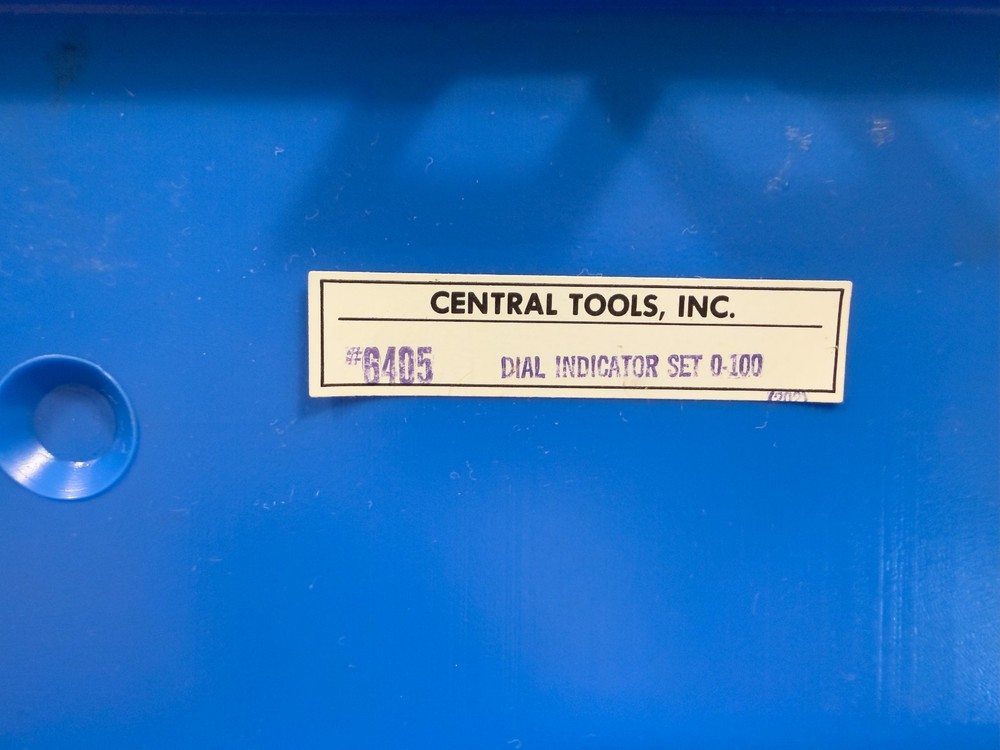 CENTRAL TOOLS, INC.
#6405 DIAL INDICATOR SET 0-100